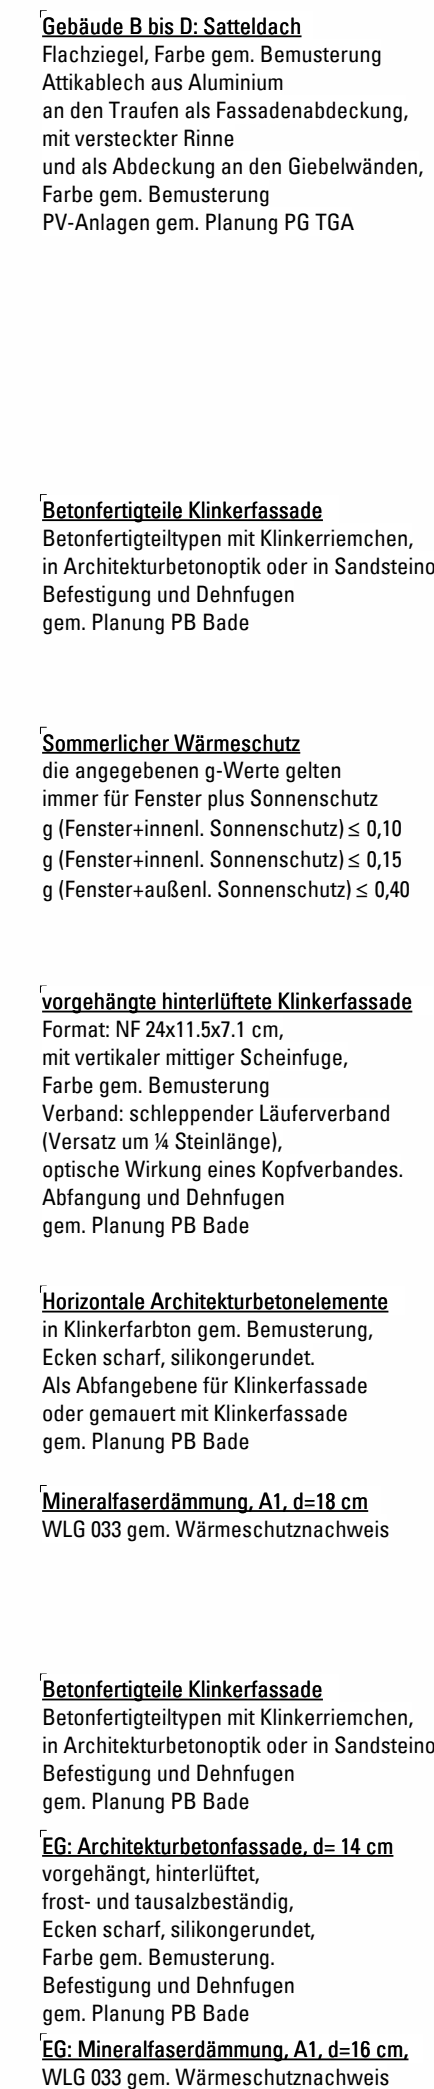 Gebäude B bis D: Satteldach
Flachziegel, Farbe gem. Bemusterung
Attikablech aus Aluminium
an den Traufen als Fassadenabdeckung,
mit versteckter Rinne
und als Abdeckung an den Giebelwänden,
Farbe gem. Bemusterung
PV-Anlagen gem. Planung PG TGA
Betonfertigteile Klinkerfassade
Betonfertigteiltypen mit Klinkerriemchen,
in Architekturbetonoptik oder in Sandsteino
Befestigung und Dehnfugen
gem. Planung PB Bade
Sommerlicher Wärmeschutz
die angegebenen g-Werte gelten
immer für Fenster plus Sonnenschutz
g (Fenster+innenl. Sonnenschutz) ≤ 0,10
g (Fenster+innenl. Sonnenschutz) ≤ 0,15
g (Fenster+außenl. Sonnenschutz) ≤ 0,40
vorgehängte hinterlüftete Klinkerfassade
Format: NF 24x11.5x7.1 cm,
mit vertikaler mittiger Scheinfuge,
Farbe gem. Bemusterung
Verband: schleppender Läuferverband
(Versatz um ¼ Steinlänge),
optische Wirkung eines Kopfverbandes.
Abfangung und Dehnfugen
gem. Planung PB Bade
Horizontale Architekturbetonelemente
in Klinkerfarbton gem. Bemusterung,
Ecken scharf, silikongerundet.
Als Abfangebene für Klinkerfassade
oder gemauert mit Klinkerfassade
gem. Planung PB Bade
Mineralfaserdämmung, A1, d=18 cm
WLG 033 gem. Wärmeschutznachweis
Betonfertigteile Klinkerfassade
Betonfertigteiltypen mit Klinkerriemchen,
in Architekturbetonoptik oder in Sandsteino
Befestigung und Dehnfugen
gem. Planung PB Bade
EG: Architekturbetonfassade, d= 14 cm
vorgehängt, hinterlüftet,
frost- und tausalzbeständig,
Ecken scharf, silikongerundet,
Farbe gem. Bemusterung.
Befestigung und Dehnfugen
gem. Planung PB Bade
EG: Mineralfaserdämmung, A1, d=16 cm,
WLG 033 gem. Wärmeschutznachweis